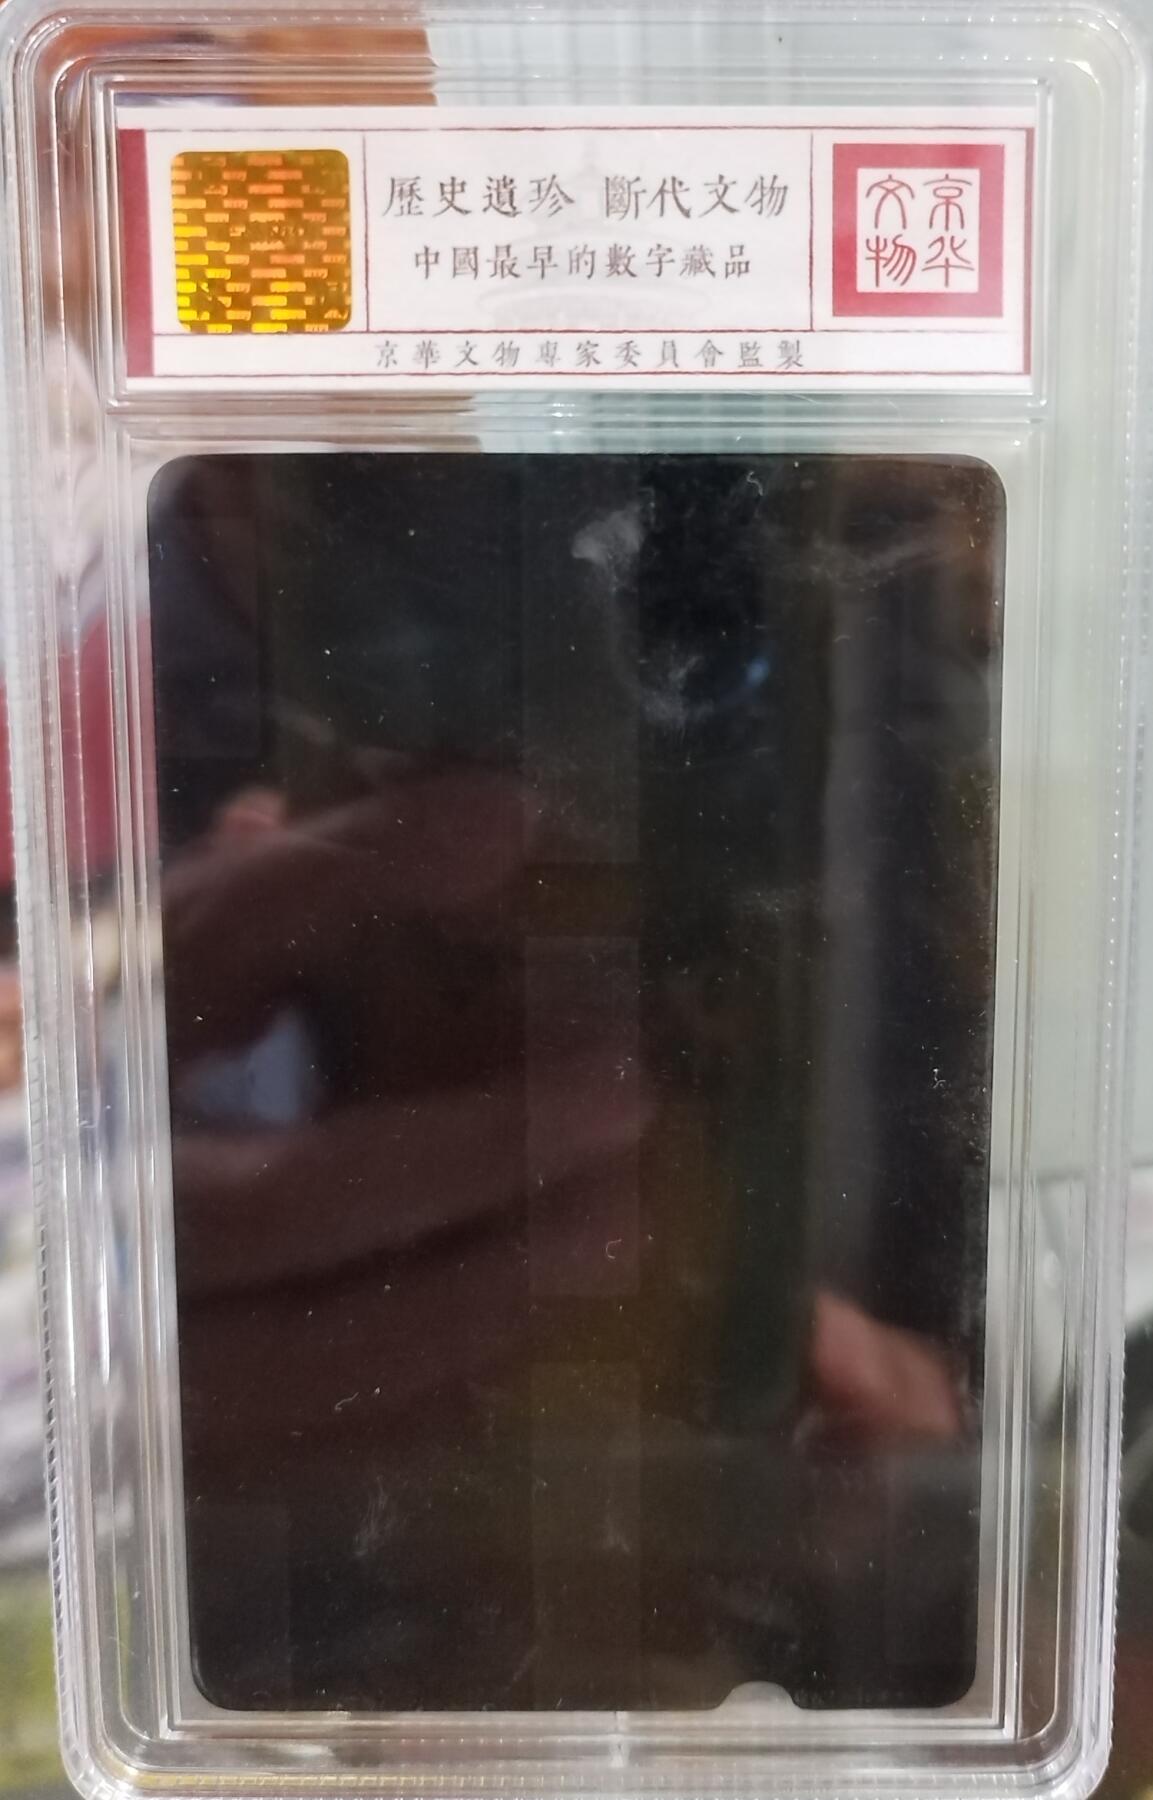 歷史遺珍 斷代文物
中國最早的數字藏品
京華文物專家委員會監製
京华
文物